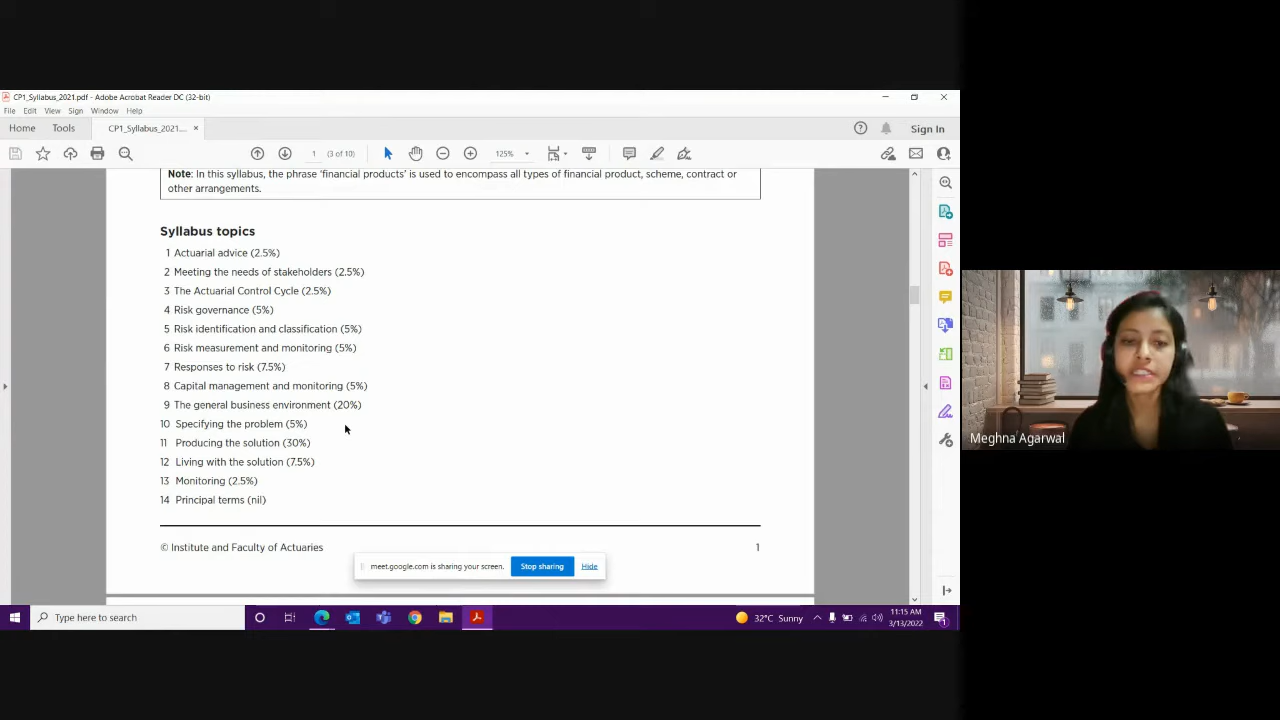 CP1_Syllabus_2021.pdf - Adobe Acrobat Reader DC (32-bit)
File Edit View Sign Window Help
Home Tools CP1_Syllabus_2021.... × Sign In
1 (3 of 10) 125%
Note: In this syllabus, the phrase 'financial products' is used to encompass all types of financial product, scheme, contract or
other arrangements.
Syllabus topics
1 Actuarial advice (2.5%)
2 Meeting the needs of stakeholders (2.5%)
3 The Actuarial Control Cycle (2.5%)
4 Risk governance (5%)
5 Risk identification and classification (5%)
6 Risk measurement and monitoring (5%)
7 Responses to risk (7.5%)
8 Capital management and monitoring (5%)
9 The general business environment (20%)
10 Specifying the problem (5%)
11 Producing the solution (30%)
12 Living with the solution (7.5%)
13 Monitoring (2.5%)
14 Principal terms (nil)
© Institute and Faculty of Actuaries 1
meet.google.com is sharing your screen. Stop sharing Hide
Type here to search
32°C Sunny
11:15 AM
3/13/2022
1
Meghna Agarwal